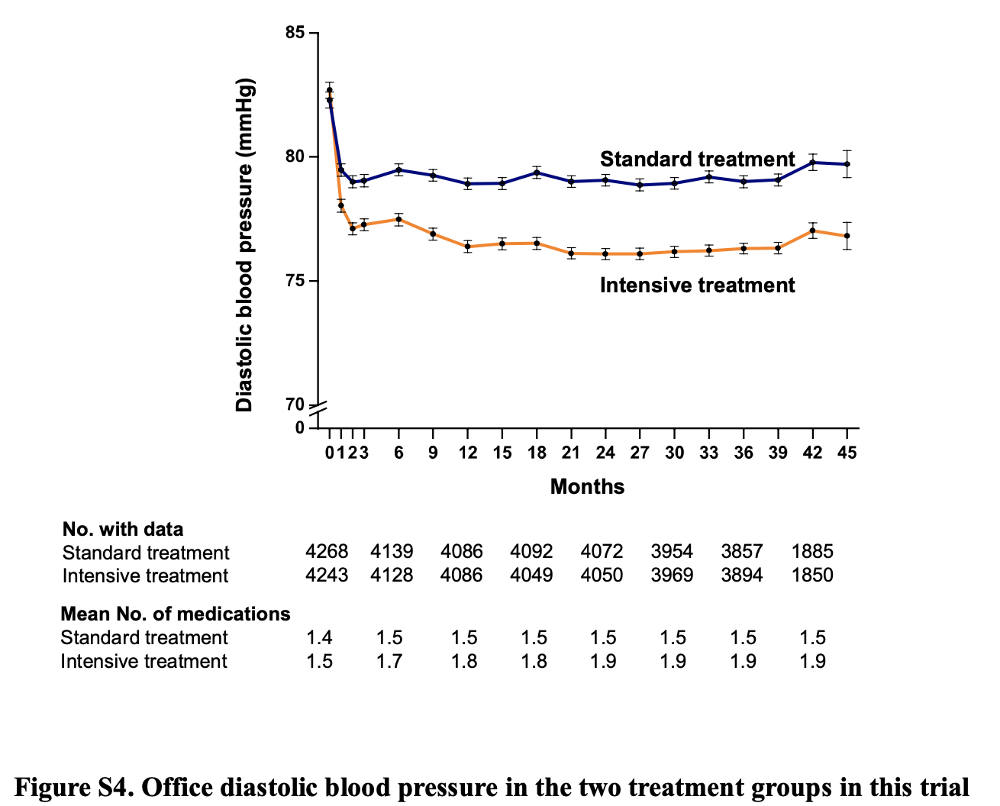 85
80
75
70
0
Diastolic blood pressure (mmHg)
Standard treatment
Intensive treatment
0 1 2 3 6 9 12 15 18 21 24 27 30 33 36 39 42 45
Months
No. with data
Standard treatment 4268 4139 4086 4092 4072 3954 3857 1885
Intensive treatment 4243 4128 4086 4049 4050 3969 3894 1850
Mean No. of medications
Standard treatment 1.4 1.5 1.5 1.5 1.5 1.5 1.5 1.5
Intensive treatment 1.5 1.7 1.8 1.8 1.9 1.9 1.9 1.9
Figure S4. Office diastolic blood pressure in the two treatment groups in this trial